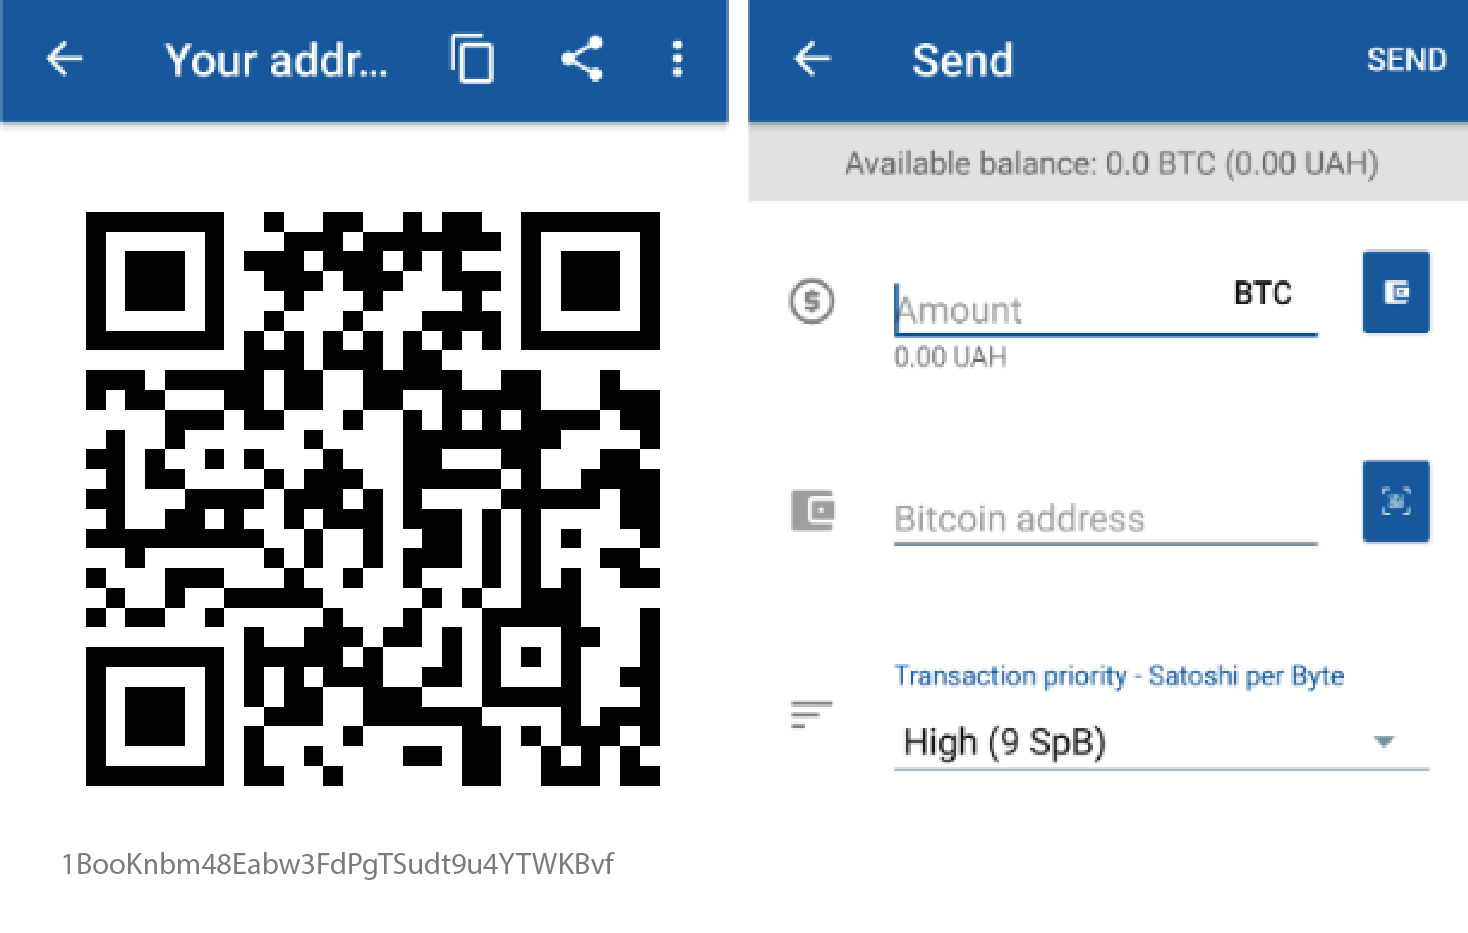 Your addr...
1BooKnbm48Eabw3FdPgTSudt9u4YTWKBvf
Send
SEND
Available balance: 0.0 BTC (0.00 UAH)
Amount
BTC
0.00 UAH
Bitcoin address
Transaction priority - Satoshi per Byte
High (9 SpB)